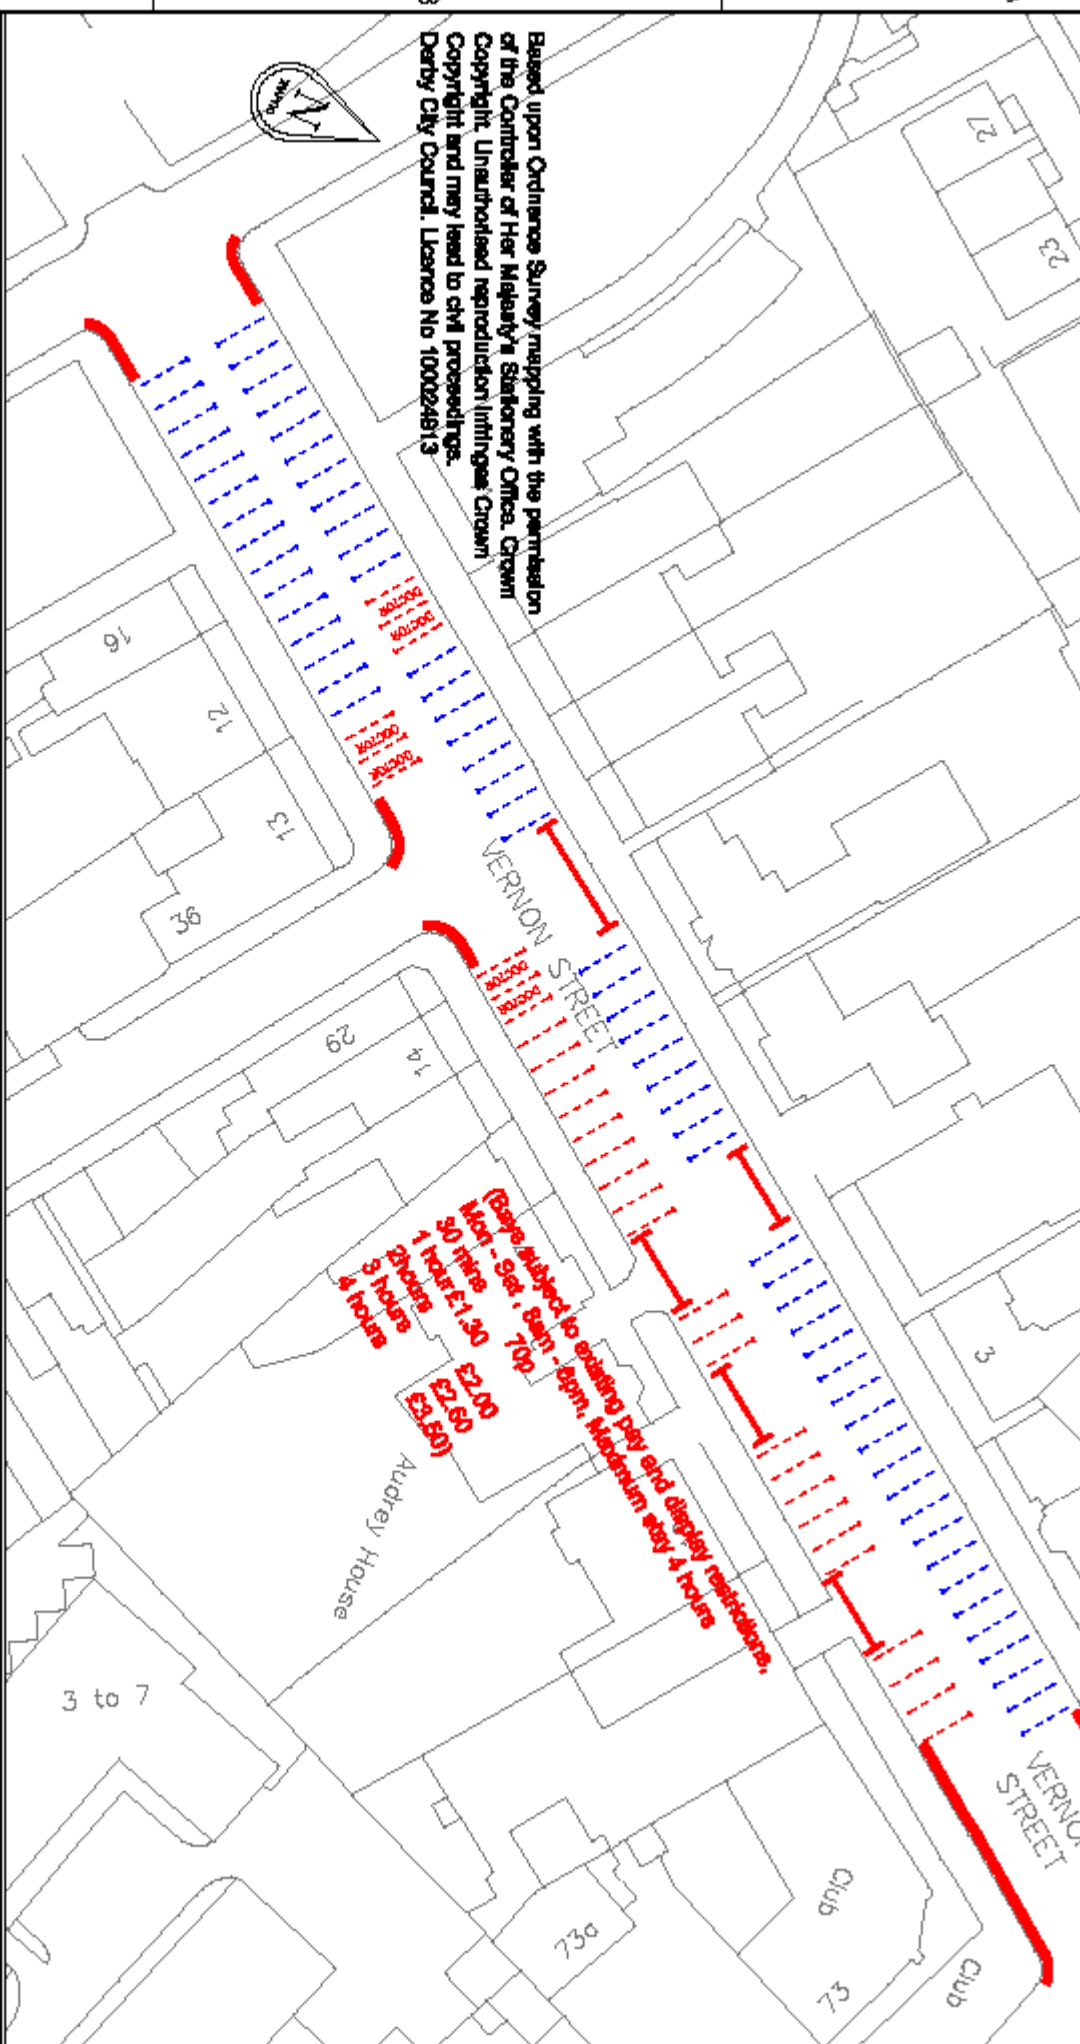 Based upon Ordnance Survey mapping with the permission
of the Controller of Her Majesty's Stationery Office. Crown
Copyright. Unauthorised reproduction infringes Crown
Copyright and may lead to civil proceedings.
Derby City Council. Licence No 100024913
N
27
23
DOCTOR
DOCTOR
16
12
13
36
DOCTOR
DOCTOR
VERNON STREET
DOCTOR
DOCTOR
29
14
3
(Bays subject to existing pay and display restrictions,
Mon - Sat, 8am - 6pm, Maximum stay 4 hours
30 mins 70p
1 hour £1.30
2hours £2.00
3 hours £2.60
4 hours £3.60)
Audrey House
3 to 7
VERNO
STREET
Club
73a
73
Club